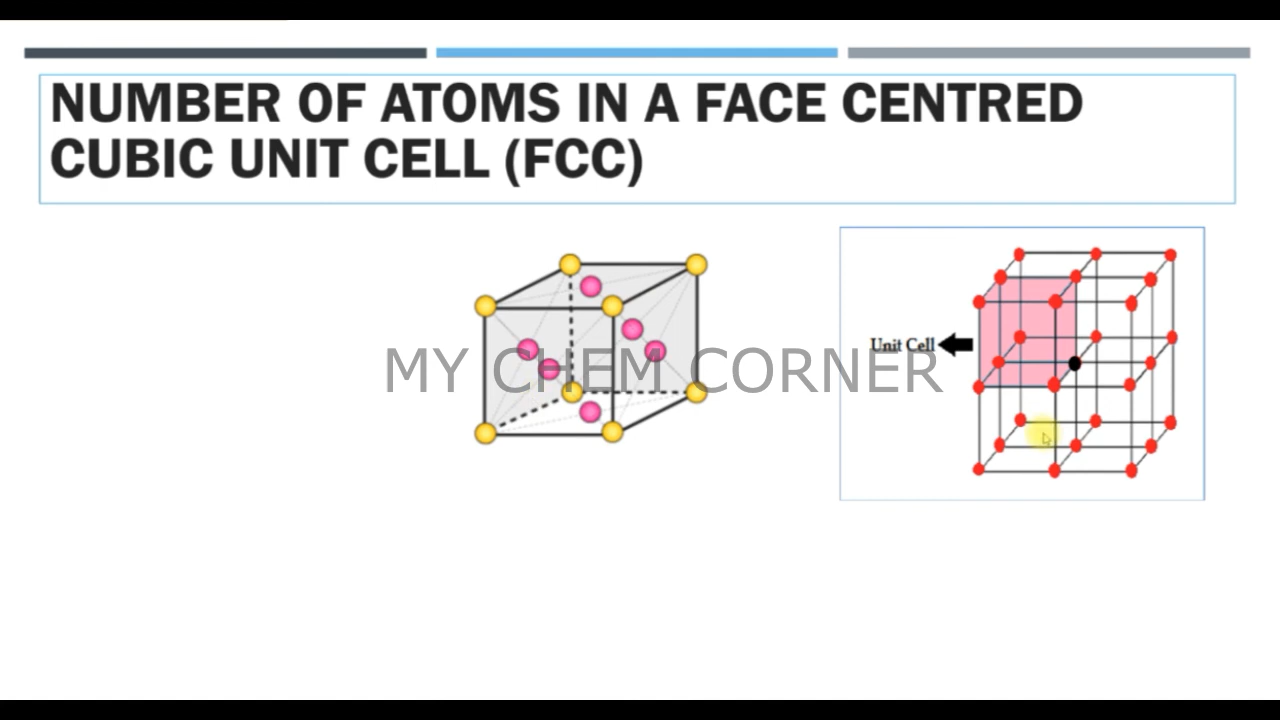 NUMBER OF ATOMS IN A FACE CENTRED
CUBIC UNIT CELL (FCC)
Unit Cell
MY CHEM CORNER